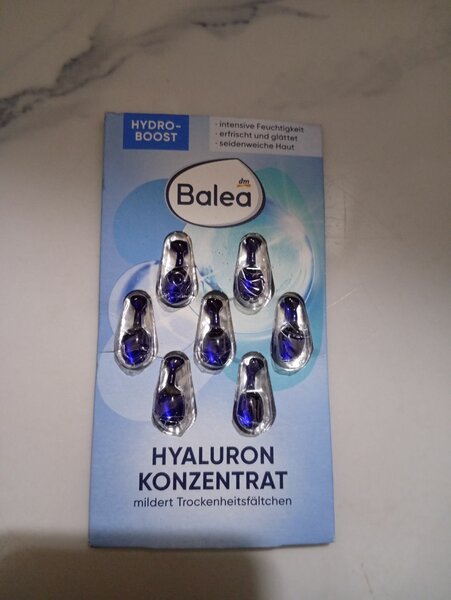 HYDRO-
BOOST
· intensive Feuchtigkeit
· erfrischt und glättet
· seidenweiche Haut
dm
Balea
HYALURON
KONZENTRAT
mildert Trockenheitsfältchen